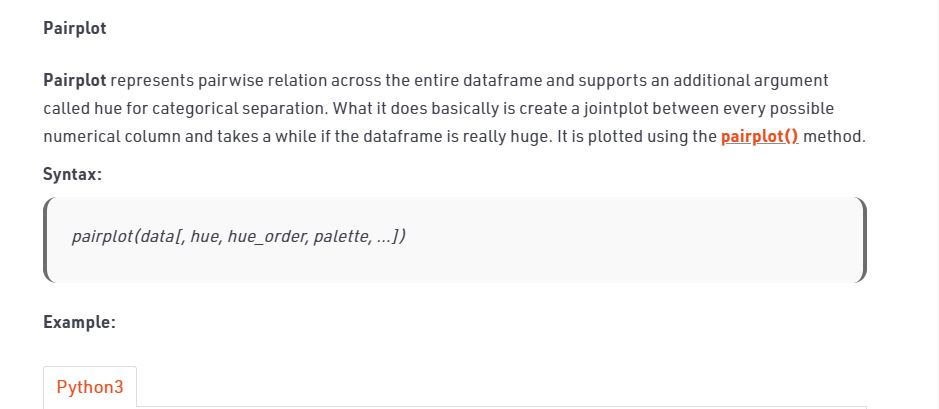 Pairplot
Pairplot represents pairwise relation across the entire dataframe and supports an additional argument
called hue for categorical separation. What it does basically is create a jointplot between every possible
numerical column and takes a while if the dataframe is really huge. It is plotted using the pairplot() method.
Syntax:
pairplot(data[, hue, hue_order, palette, …])
Example:
Python3